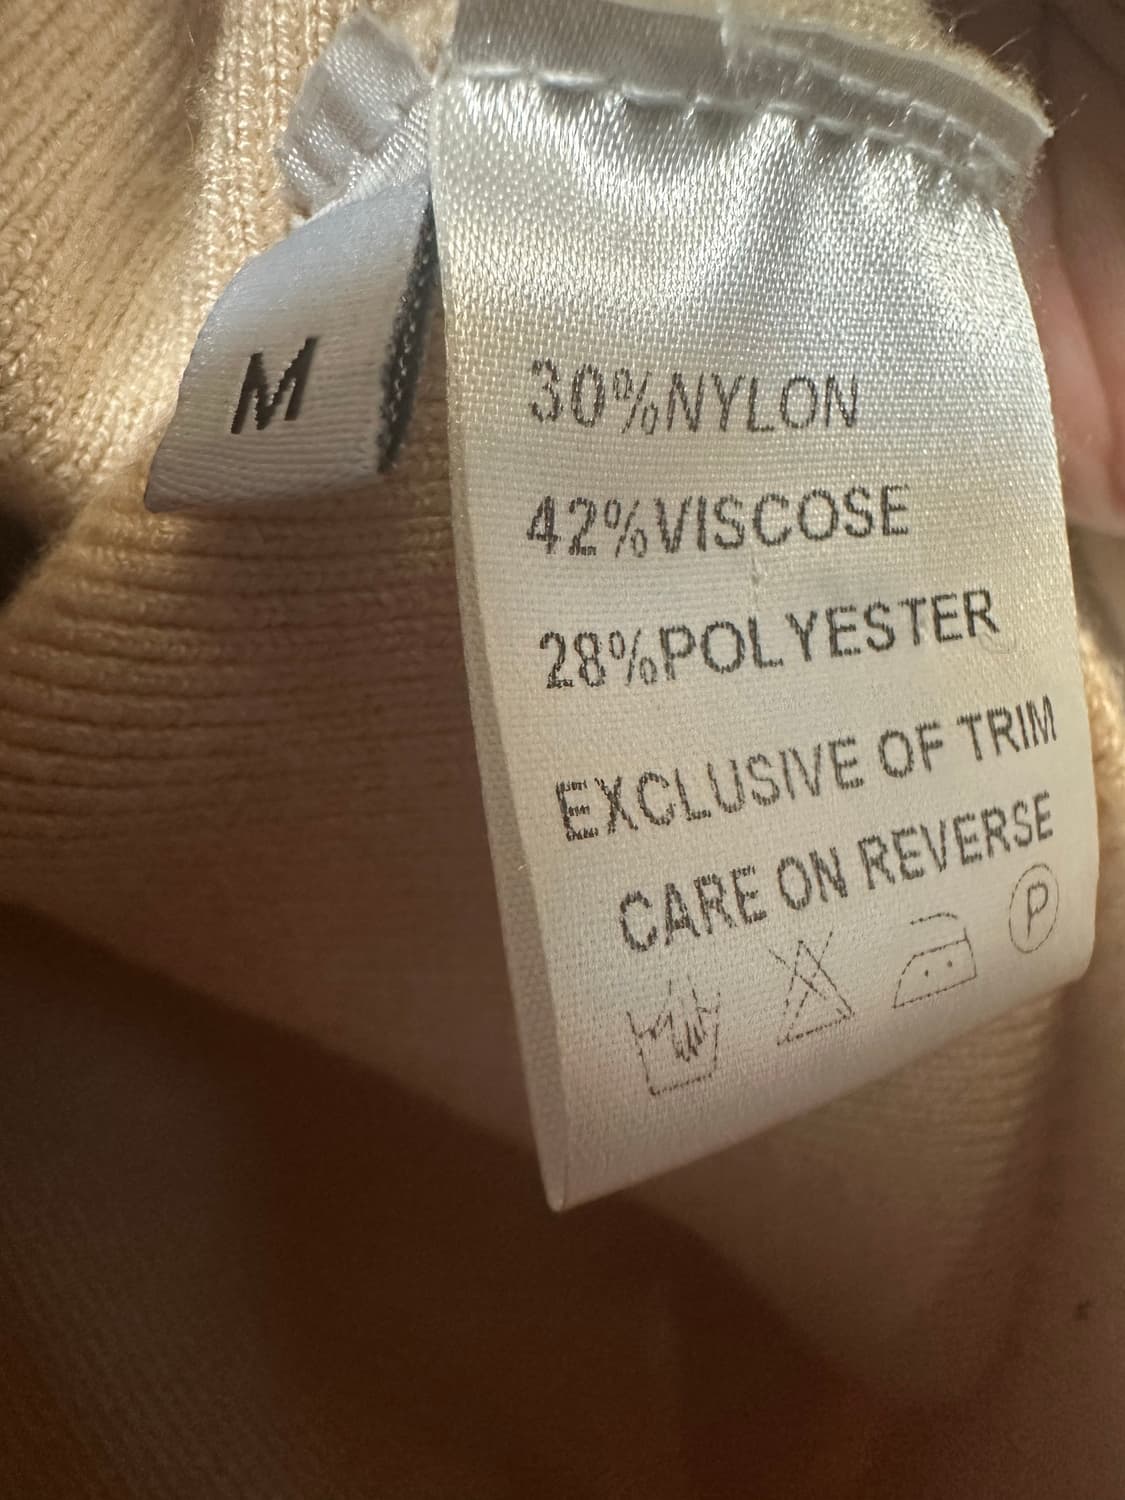 M
30%NYLON
42%VISCOSE
28%POLYESTER
EXCLUSIVE OF TRIM
CARE ON REVERSE
P